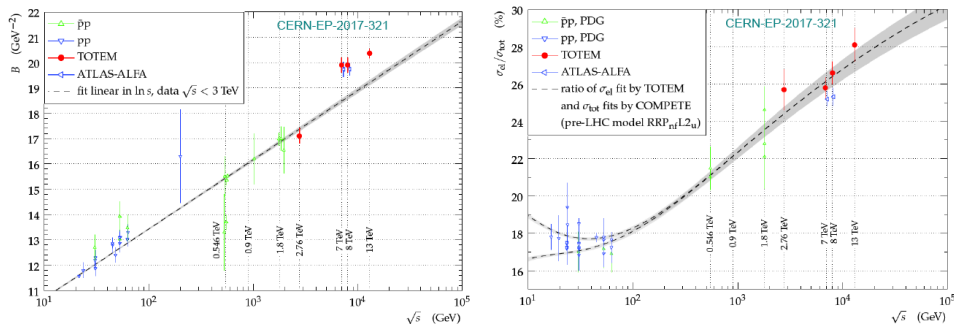 CERN-EP-2017-321
B (GeV−2)
22
21
20
19
18
17
16
15
14
13
12
11
p̄p
pp
TOTEM
ATLAS-ALFA
fit linear in ln s, data √s < 3 TeV
0.546 TeV
0.9 TeV
1.8 TeV
2.76 TeV
7 TeV
8 TeV
13 TeV
10¹ 10² 10³ 10⁴ 10⁵
√s (GeV)
CERN-EP-2017-321
σel/σtot (%)
30
28
26
24
22
20
18
16
p̄p, PDG
pp, PDG
TOTEM
ATLAS-ALFA
ratio of σel fit by TOTEM
and σtot fits by COMPETE
(pre-LHC model RRPnfL2u)
0.546 TeV
0.9 TeV
1.8 TeV
2.76 TeV
7 TeV
8 TeV
13 TeV
10¹ 10² 10³ 10⁴ 10⁵
√s (GeV)